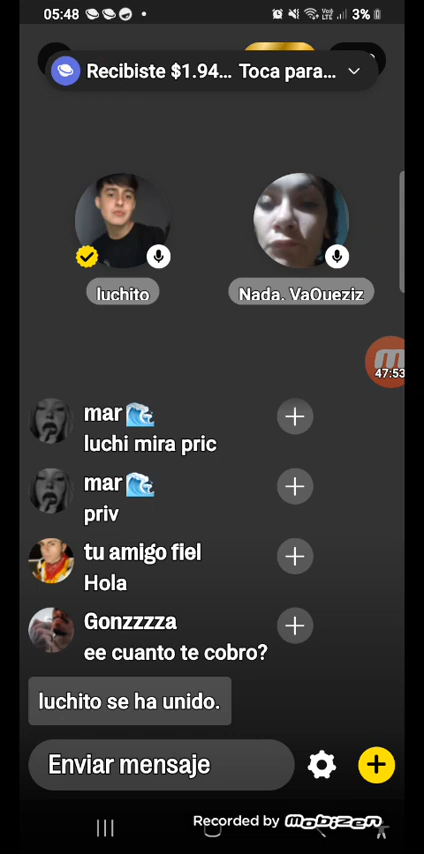 05:48
3%
Recibiste $1.94... Toca para...
luchito
Nada. VaOueziz
47:53
mar 🌊
luchi mira pric
mar 🌊
priv
tu amigo fiel
Hola
Gonzzzza
ee cuanto te cobro?
luchito se ha unido.
Enviar mensaje
Recorded by Mobizen